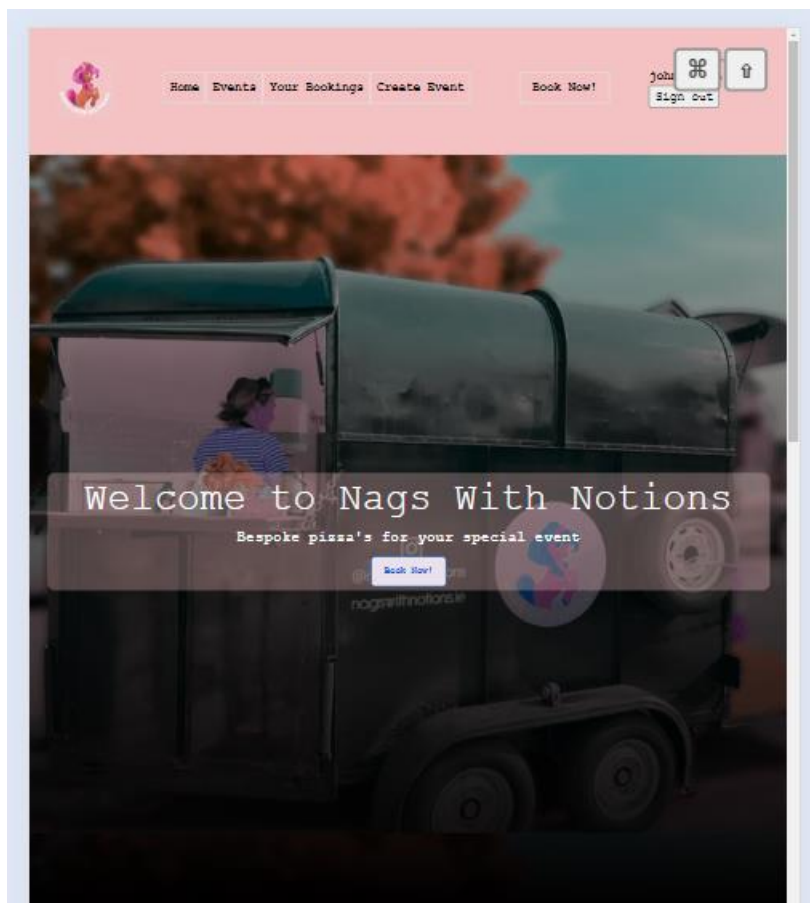 Home Events Your Bookings Create Event Book Now!
⌘ ⇧
Sign out
Welcome to Nags With Notions
Bespoke pizza's for your special event
Book Now!
nagswithnotions.ie